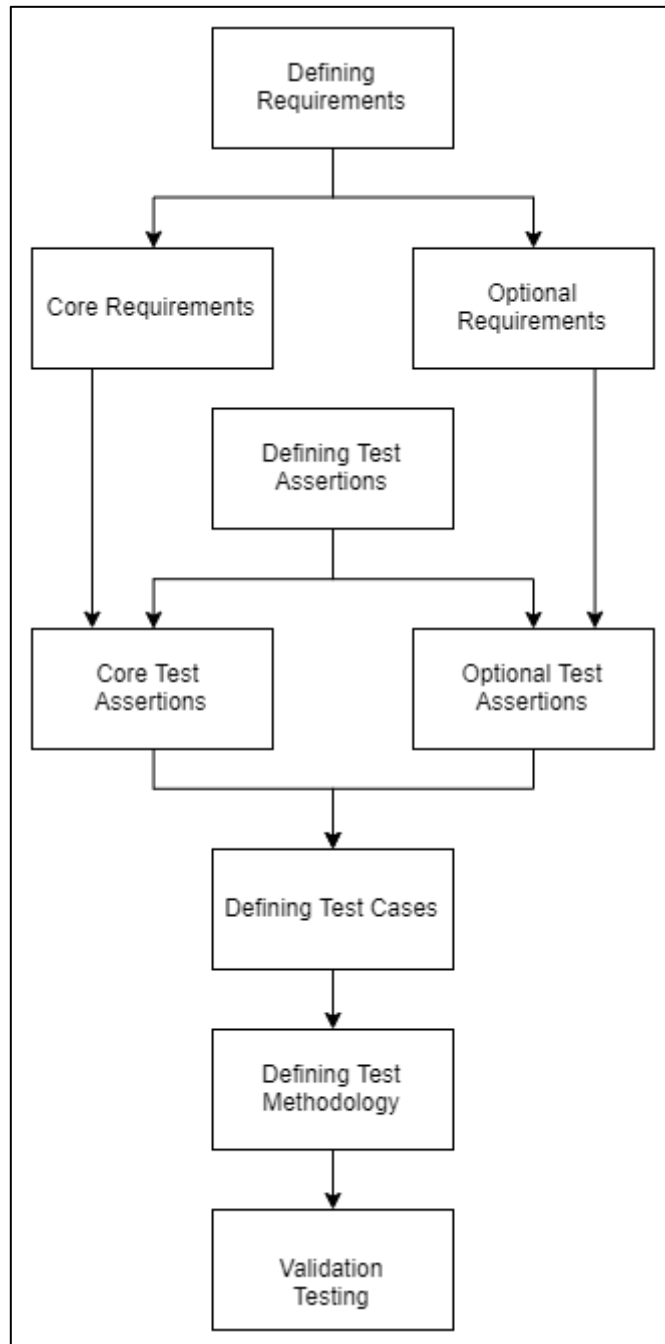 Defining
Requirements
Core Requirements
Optional
Requirements
Defining Test
Assertions
Core Test
Assertions
Optional Test
Assertions
Defining Test Cases
Defining Test
Methodology
Validation
Testing